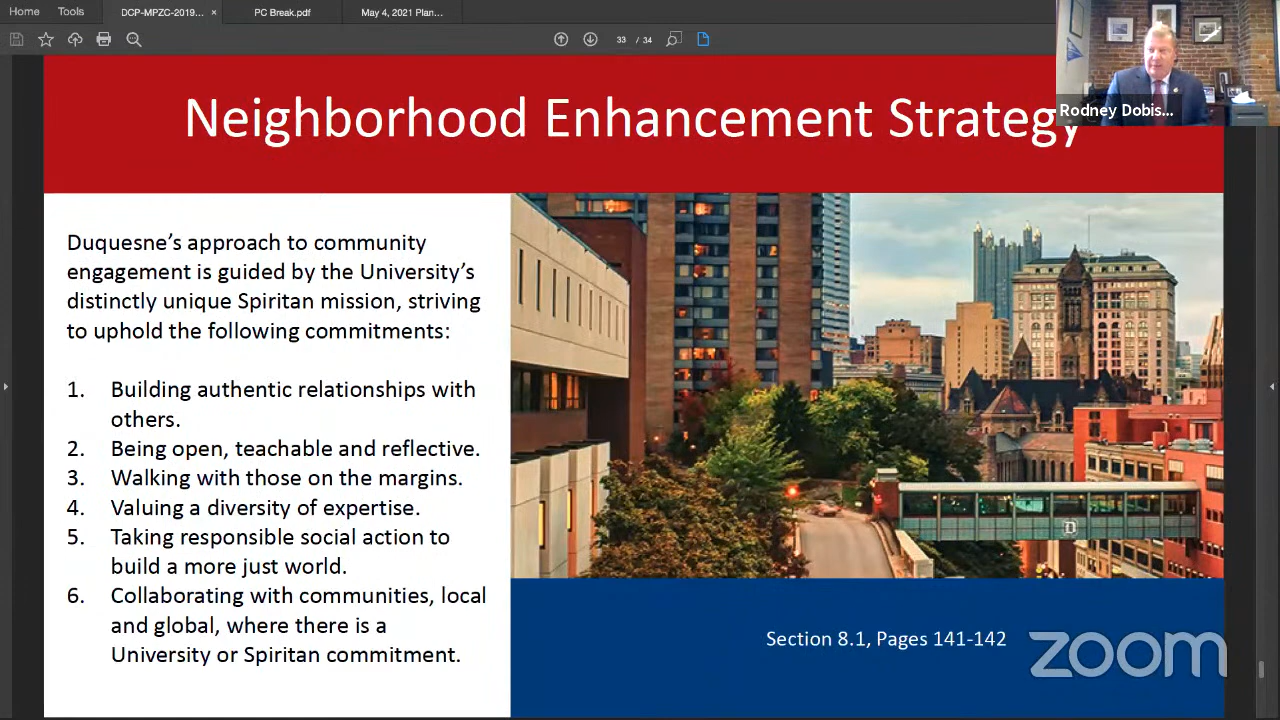 Home Tools DCP-MPZC-2019... × PC Break.pdf May 4, 2021 Plan...
33 / 34
Rodney Dobis...
Neighborhood Enhancement Strategy
Duquesne’s approach to community
engagement is guided by the University’s
distinctly unique Spiritan mission, striving
to uphold the following commitments:
1. Building authentic relationships with
others.
2. Being open, teachable and reflective.
3. Walking with those on the margins.
4. Valuing a diversity of expertise.
5. Taking responsible social action to
build a more just world.
6. Collaborating with communities, local
and global, where there is a
University or Spiritan commitment.
D
Section 8.1, Pages 141-142
zoom